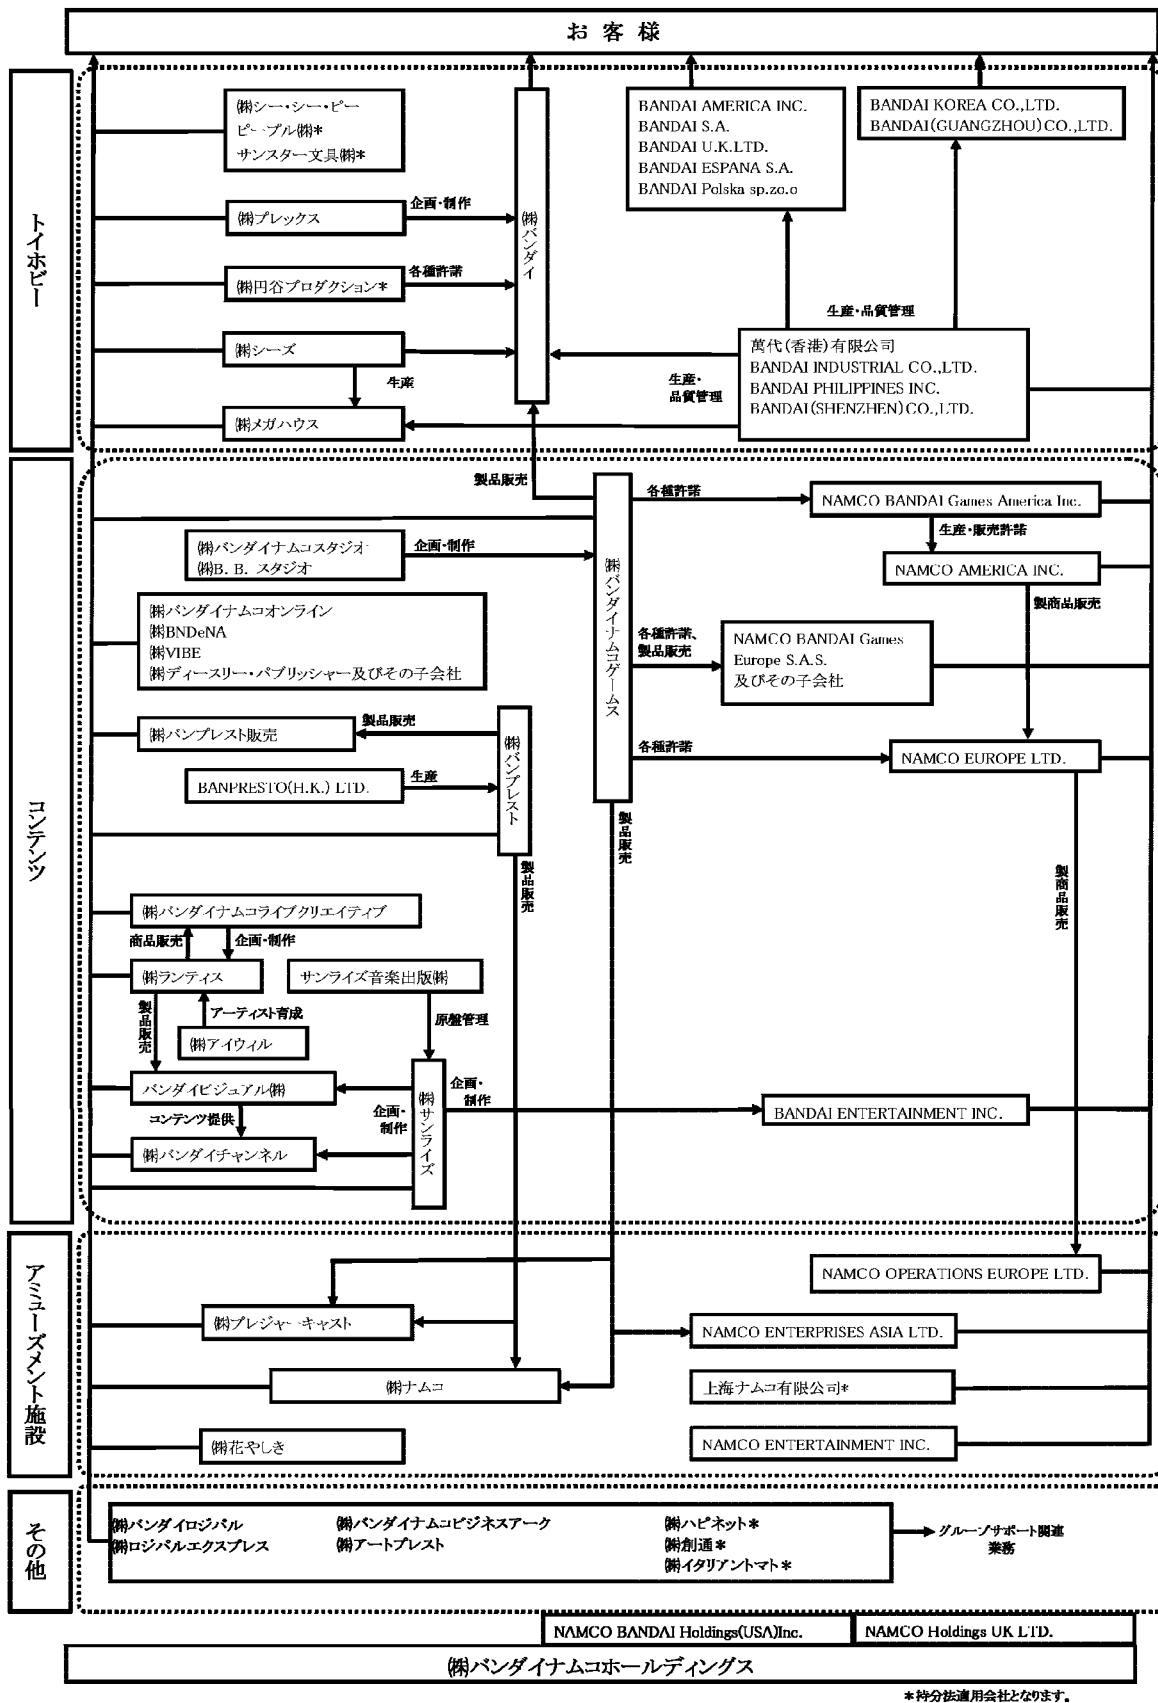 お客様
トイホビー
㈱シー・シー・ピー
ピープル㈱*
サンスター文具㈱*
㈱プレックス
企画・制作
㈱円谷プロダクション*
各種許諾
㈱シーズ
生産
㈱メガハウス
㈱バンダイ
BANDAI AMERICA INC.
BANDAI S.A.
BANDAI U.K.LTD.
BANDAI ESPANA S.A.
BANDAI Polska sp.zo.o
BANDAI KOREA CO.,LTD.
BANDAI(GUANGZHOU)CO.,LTD.
生産・品質管理
生産・
品質管理
萬代(香港)有限公司
BANDAI INDUSTRIAL CO.,LTD.
BANDAI PHILIPPINES INC.
BANDAI(SHENZHEN)CO.,LTD.
コンテンツ
製品販売
㈱バンダイナムコスタジオ
㈱B. B. スタジオ
企画・制作
㈱バンダイナムコオンライン
㈱BNDeNA
㈱VIBE
㈱ディースリー・パブリッシャー及びその子会社
㈱バンプレスト販売
製品販売
BANPRESTO(H.K.) LTD.
生産
㈱バンプレスト
製品販売
㈱バンダイナムコゲームス
製品販売
各種許諾
NAMCO BANDAI Games America Inc.
生産・販売許諾
NAMCO AMERICA INC.
製商品販売
各種許諾、
製品販売
NAMCO BANDAI Games
Europe S.A.S.
及びその子会社
各種許諾
NAMCO EUROPE LTD.
製商品販売
㈱バンダイナムコライブクリエイティブ
商品販売
企画・制作
㈱ランティス
サンライズ音楽出版㈱
製品販売
アーティスト育成
原盤管理
㈱アイウィル
バンダイビジュアル㈱
コンテンツ提供
企画・
制作
㈱バンダイチャンネル
㈱サンライズ
企画・
制作
BANDAI ENTERTAINMENT INC.
アミューズメント施設
NAMCO OPERATIONS EUROPE LTD.
㈱プレジャーキャスト
NAMCO ENTERPRISES ASIA LTD.
㈱ナムコ
上海ナムコ有限公司*
㈱花やしき
NAMCO ENTERTAINMENT INC.
その他
㈱バンダイロジパル
㈱ロジパルエクスプレス
㈱バンダイナムコビジネスアーク
㈱アートプレスト
㈱ハピネット*
㈱創通*
㈱イタリアントマト*
グループサポート関連
業務
NAMCO BANDAI Holdings(USA)Inc.
NAMCO Holdings UK LTD.
㈱バンダイナムコホールディングス
*持分法適用会社となります。